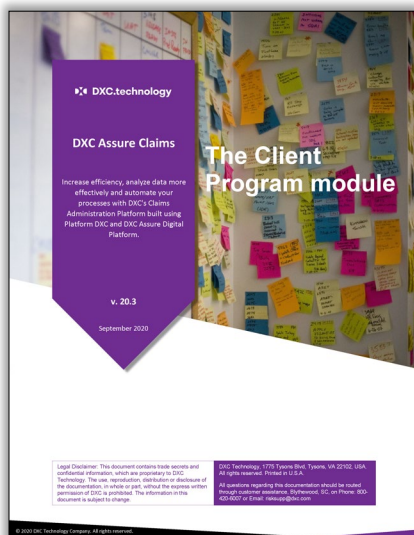 DXC.technology
DXC Assure Claims
Increase efficiency, analyze data more
effectively and automate your
processes with DXC's Claims
Administration Platform built using
Platform DXC and DXC Assure Digital
Platform.
v. 20.3
September 2020
The Client
Program module
Legal Disclaimer: This document contains trade secrets and
confidential information, which are proprietary to DXC
Technology. The use, reproduction, distribution or disclosure of
the documentation, in whole or part, without the express written
permission of DXC is prohibited. The information in this
document is subject to change.
DXC Technology, 1775 Tysons Blvd, Tysons, VA 22102, USA.
All rights reserved. Printed in U.S.A.
All questions regarding this documentation should be routed
through customer assistance, Blythewood, SC, on Phone: 800-
420-6007 or Email: risksupp@dxc.com
© 2020 DXC Technology Company. All rights reserved.